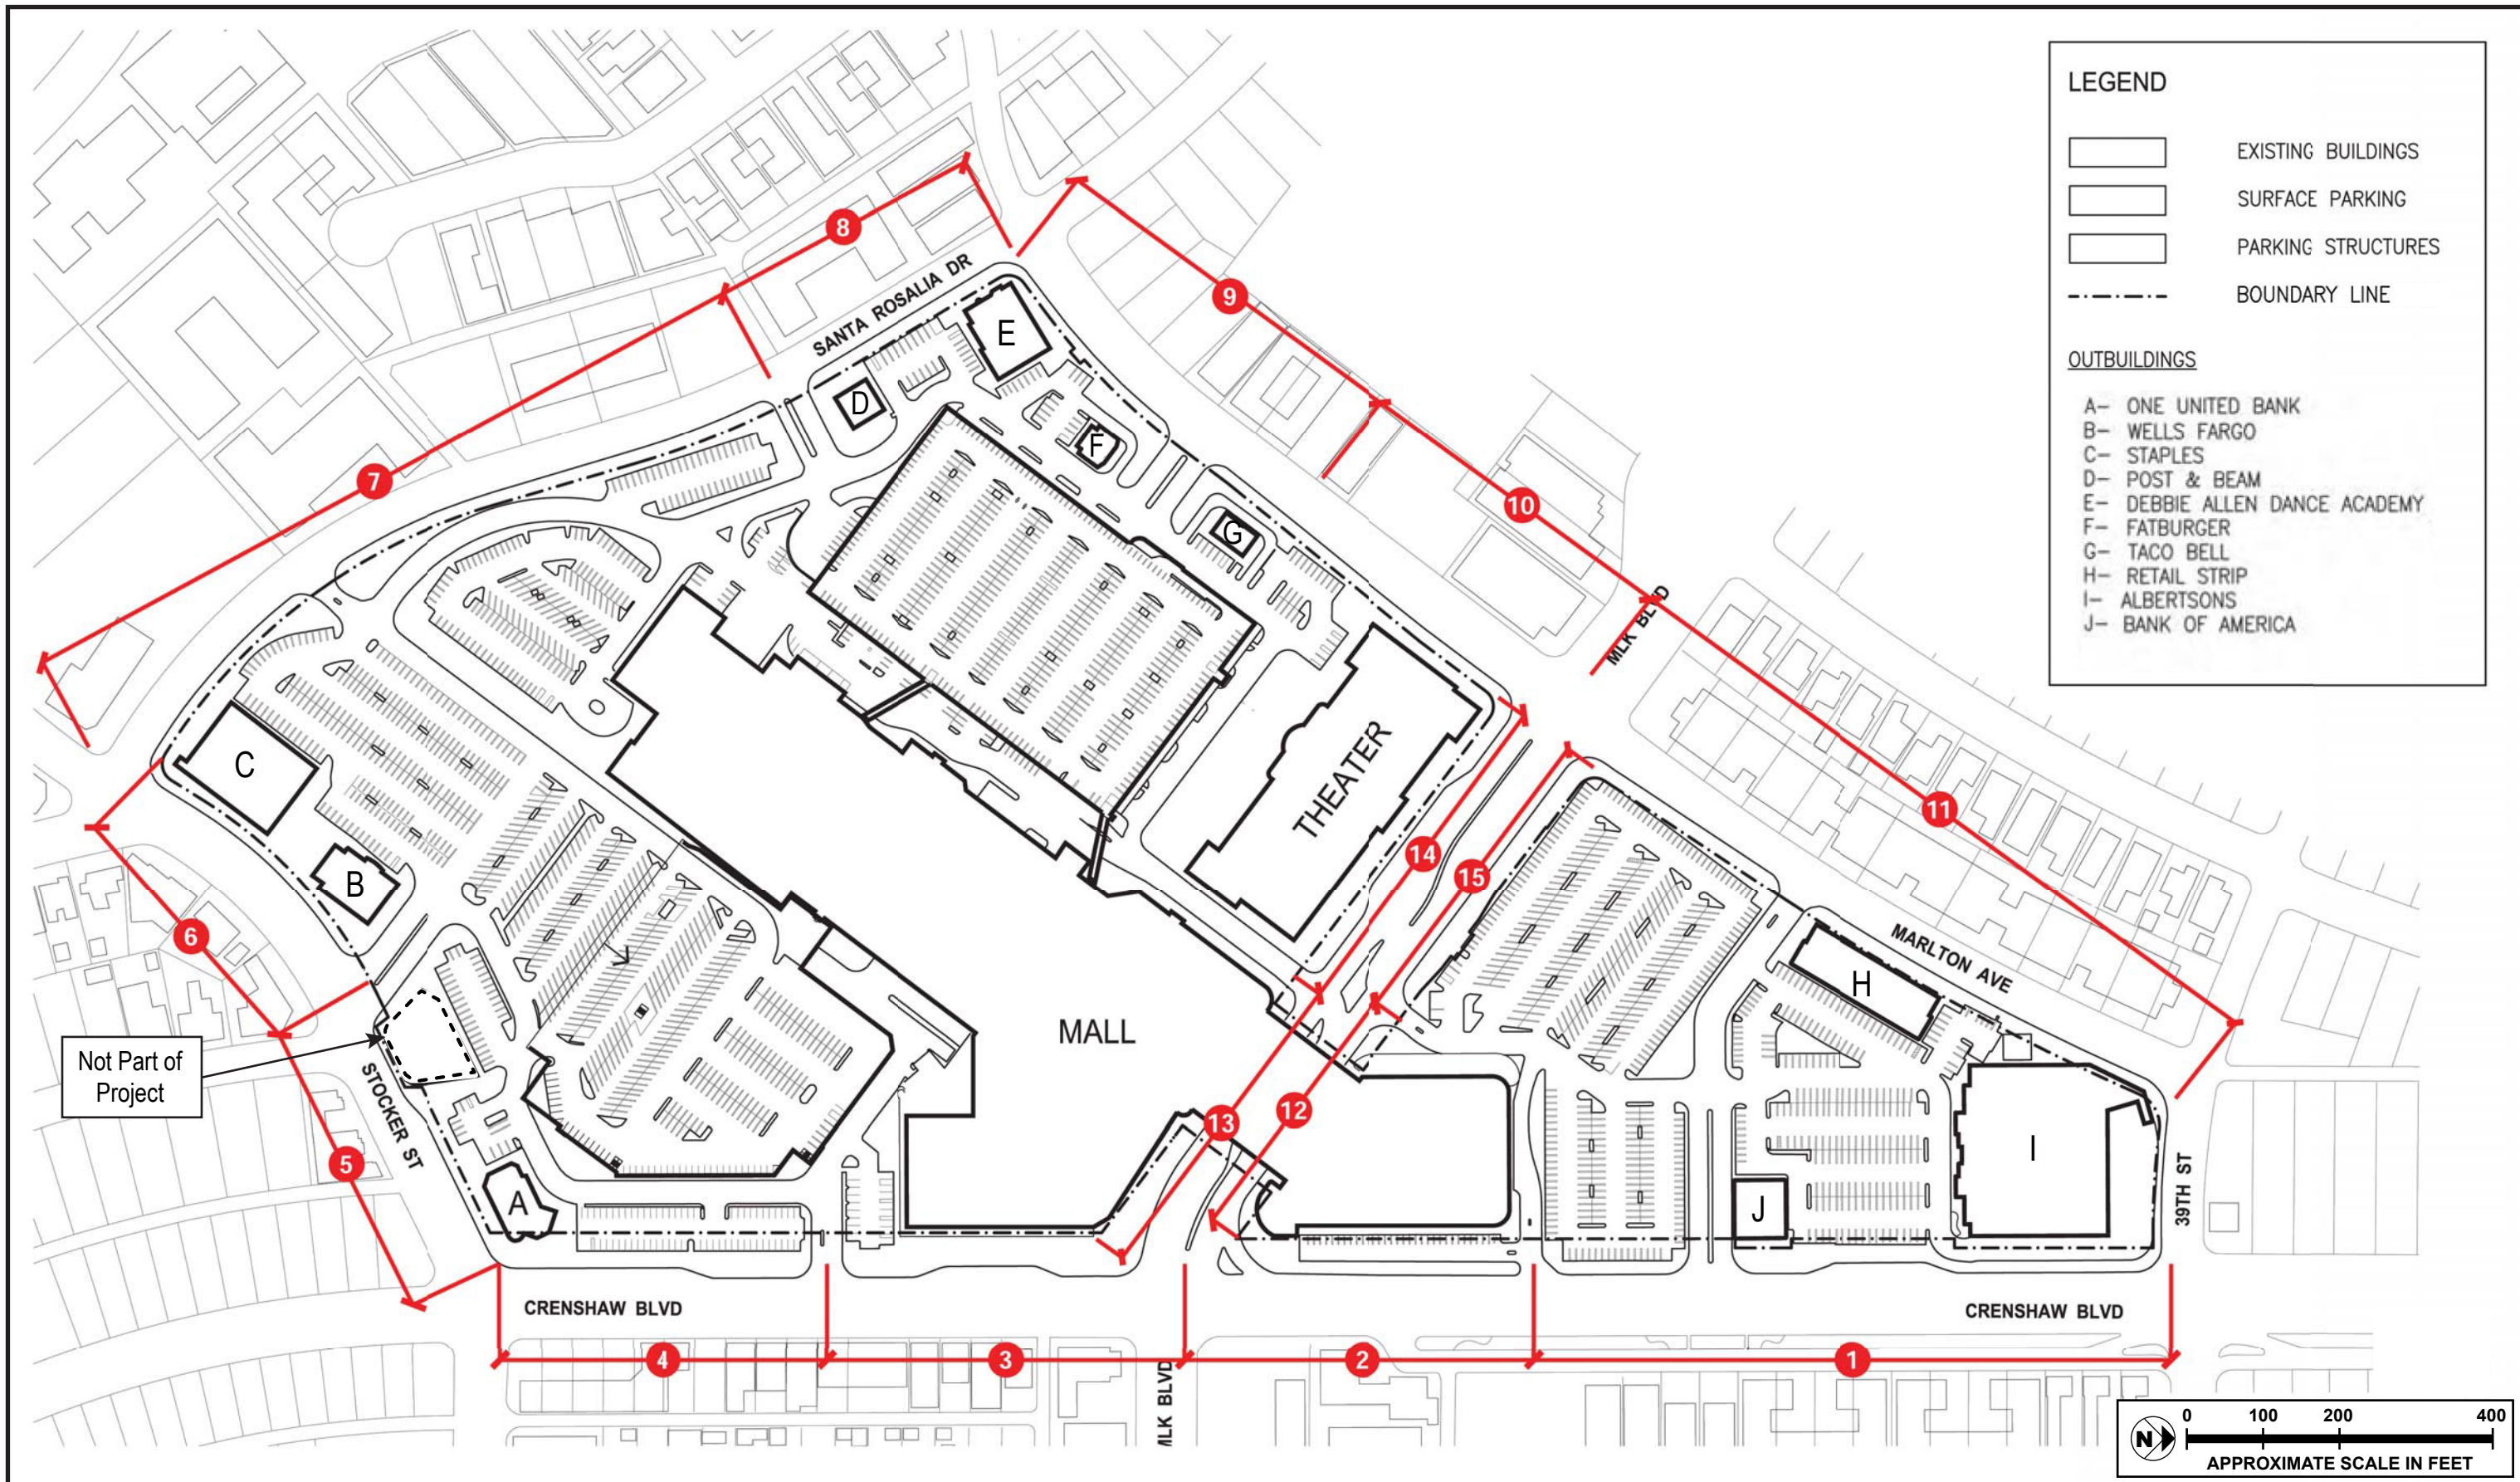 LEGEND
EXISTING BUILDINGS
SURFACE PARKING
PARKING STRUCTURES
BOUNDARY LINE
OUTBUILDINGS
A- ONE UNITED BANK
B- WELLS FARGO
C- STAPLES
D- POST & BEAM
E- DEBBIE ALLEN DANCE ACADEMY
F- FATBURGER
G- TACO BELL
H- RETAIL STRIP
I- ALBERTSONS
J- BANK OF AMERICA
8
9
SANTA ROSALIA DR
E
D
F
7
10
G
MLK BLVD
C
THEATER
11
14
15
B
6
MARLTON AVE
H
MALL
Not Part of
Project
STOCKER ST
13
12
5
I
39TH ST
A
J
CRENSHAW BLVD
CRENSHAW BLVD
4
3
2
1
MLK BLVD
N
0 100 200 400
APPROXIMATE SCALE IN FEET